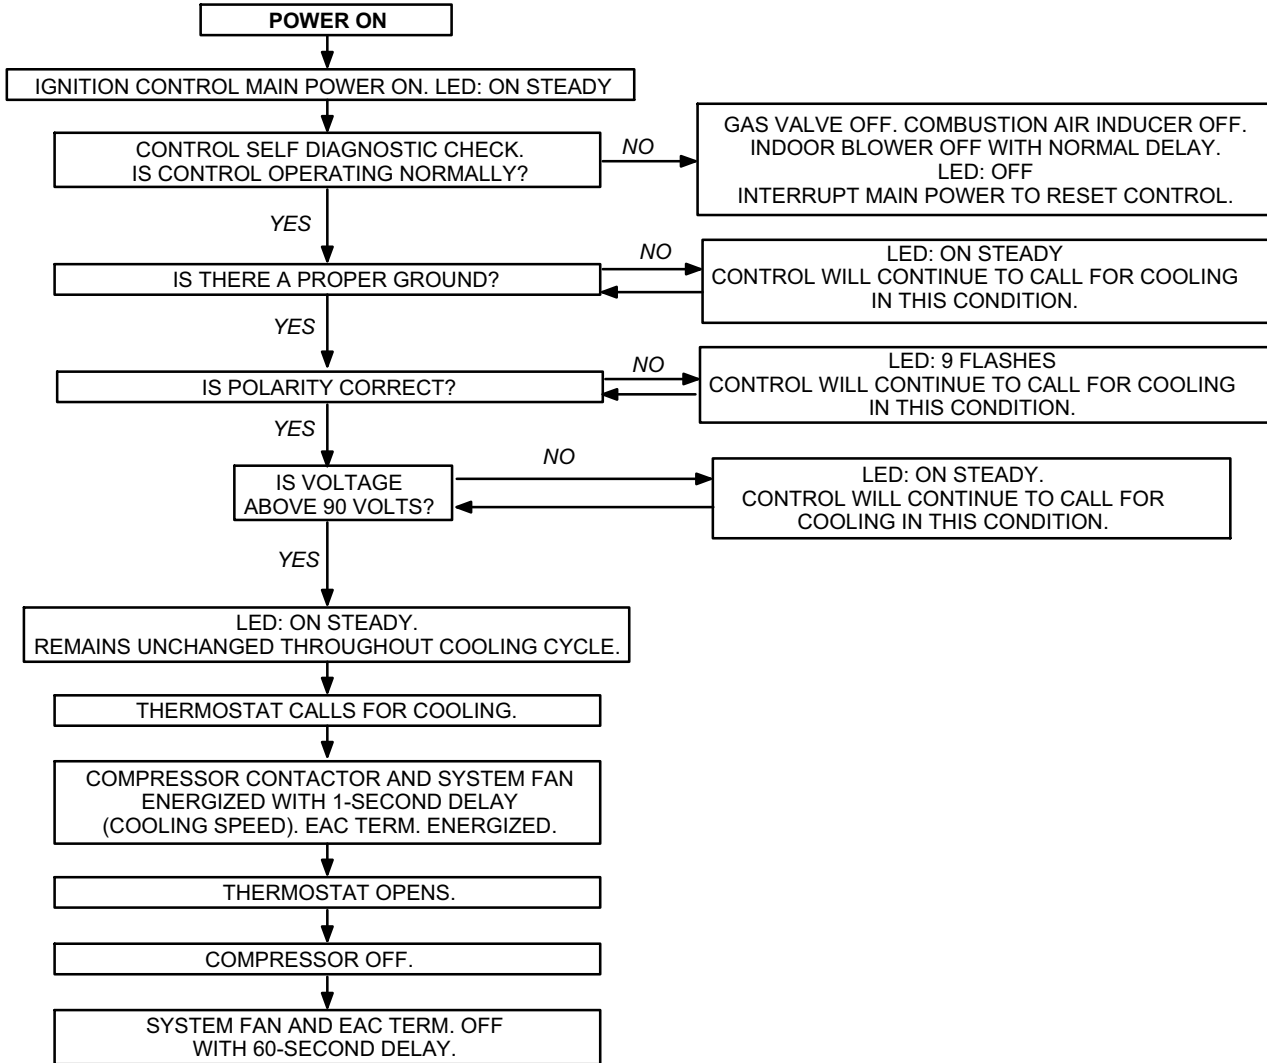 POWER ON
IGNITION CONTROL MAIN POWER ON. LED: ON STEADY
CONTROL SELF DIAGNOSTIC CHECK.
IS CONTROL OPERATING NORMALLY?
NO
GAS VALVE OFF. COMBUSTION AIR INDUCER OFF.
INDOOR BLOWER OFF WITH NORMAL DELAY.
LED: OFF
INTERRUPT MAIN POWER TO RESET CONTROL.
YES
IS THERE A PROPER GROUND?
NO
LED: ON STEADY
CONTROL WILL CONTINUE TO CALL FOR COOLING
IN THIS CONDITION.
YES
IS POLARITY CORRECT?
NO
LED: 9 FLASHES
CONTROL WILL CONTINUE TO CALL FOR COOLING
IN THIS CONDITION.
YES
IS VOLTAGE
ABOVE 90 VOLTS?
NO
LED: ON STEADY.
CONTROL WILL CONTINUE TO CALL FOR
COOLING IN THIS CONDITION.
YES
LED: ON STEADY.
REMAINS UNCHANGED THROUGHOUT COOLING CYCLE.
THERMOSTAT CALLS FOR COOLING.
COMPRESSOR CONTACTOR AND SYSTEM FAN
ENERGIZED WITH 1-SECOND DELAY
(COOLING SPEED). EAC TERM. ENERGIZED.
THERMOSTAT OPENS.
COMPRESSOR OFF.
SYSTEM FAN AND EAC TERM. OFF
WITH 60-SECOND DELAY.